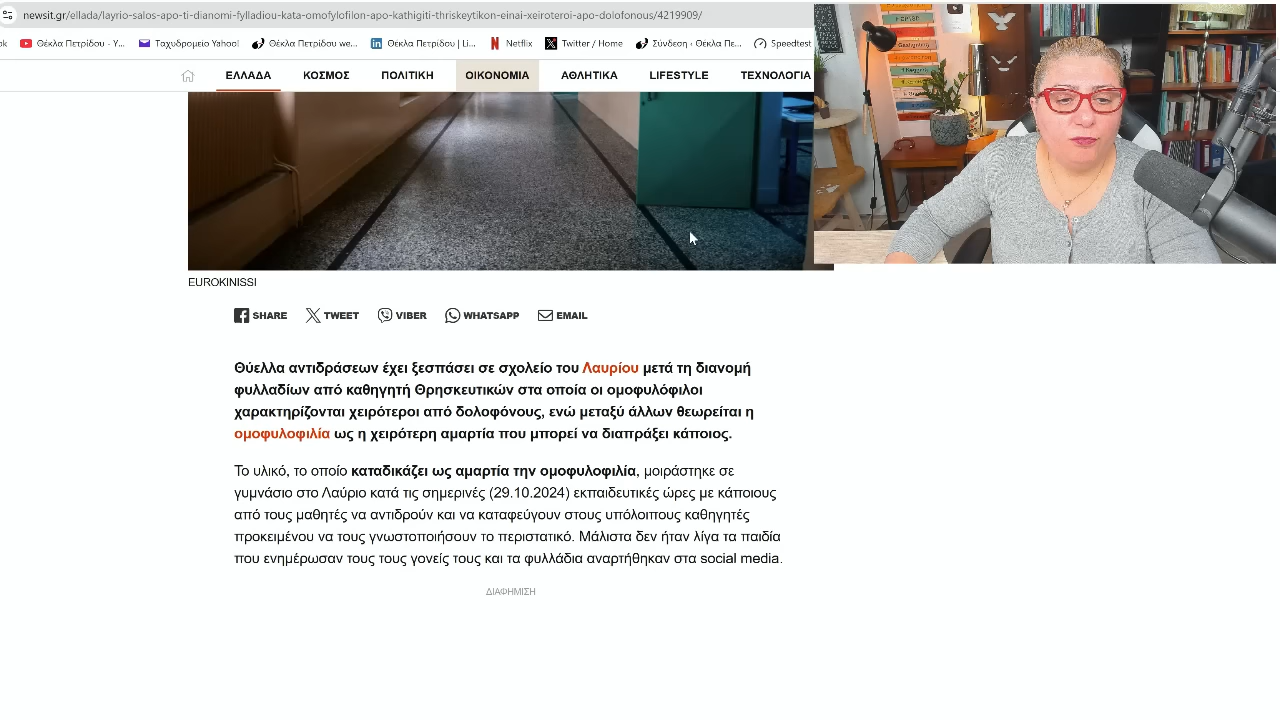 newsit.gr/ellada/layrio-salos-apo-ti-dianomi-fyllariou-kata-omofylofilon-apo-kathigiti-thriskeytikon-einai-xeiroteroi-apo-dolofonous/4219909/
ok Θέκλα Πετρίδου - Y Ταχυδρομείο Yahoo! Θέκλα Πετρίδου we... Θέκλα Πετρίδου | Li... Netflix Twitter / Home Σύνδεση ‹ Θέκλα Πε... Speedtest
ΕΛΛΑΔΑ ΚΟΣΜΟΣ ΠΟΛΙΤΙΚΗ ΟΙΚΟΝΟΜΙΑ ΑΘΛΗΤΙΚΑ LIFESTYLE ΤΕΧΝΟΛΟΓΙΑ
EUROKINISSI
SHARE TWEET VIBER WHATSAPP EMAIL
Θύελλα αντιδράσεων έχει ξεσπάσει σε σχολείο του Λαυρίου μετά τη διανομή
φυλλαδίων από καθηγητή Θρησκευτικών στα οποία οι ομοφυλόφιλοι
χαρακτηρίζονται χειρότεροι από δολοφόνους, ενώ μεταξύ άλλων θεωρείται η
ομοφυλοφιλία ως η χειρότερη αμαρτία που μπορεί να διαπράξει κάποιος.
Το υλικό, το οποίο καταδικάζει ως αμαρτία την ομοφυλοφιλία, μοιράστηκε σε
γυμνάσιο στο Λαύριο κατά τις σημερινές (29.10.2024) εκπαιδευτικές ώρες με κάποιους
από τους μαθητές να αντιδρούν και να καταφεύγουν στους υπόλοιπους καθηγητές
προκειμένου να τους γνωστοποιήσουν το περιστατικό. Μάλιστα δεν ήταν λίγα τα παιδία
που ενημέρωσαν τους τους γονείς τους και τα φυλλάδια αναρτήθηκαν στα social media.
ΔΙΑΦΗΜΙΣΗ